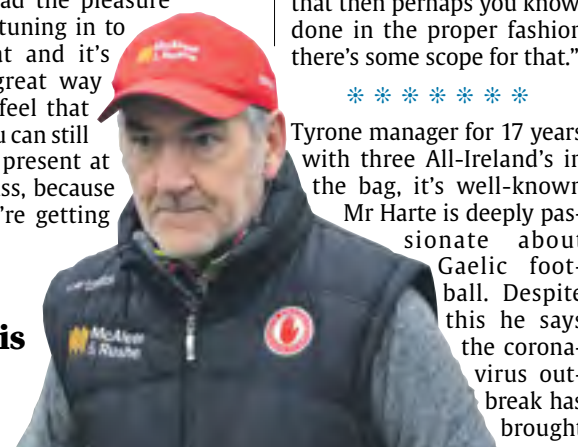 the pleasure
tuning in to
and it's
great way
feel that
can still
present at
because
're getting
is
that then perhaps you know
done in the proper fashion
there's some scope for that."
✻ ✻ ✻ ✻ ✻ ✻ ✻
Tyrone manager for 17 years
with three All-Ireland's in
the bag, it's well-known
Mr Harte is deeply pas-
sionate about
Gaelic foot-
ball. Despite
this he says
the corona-
virus out-
break has
brought
McAleer
& Rushe
McAleer
& Rushe